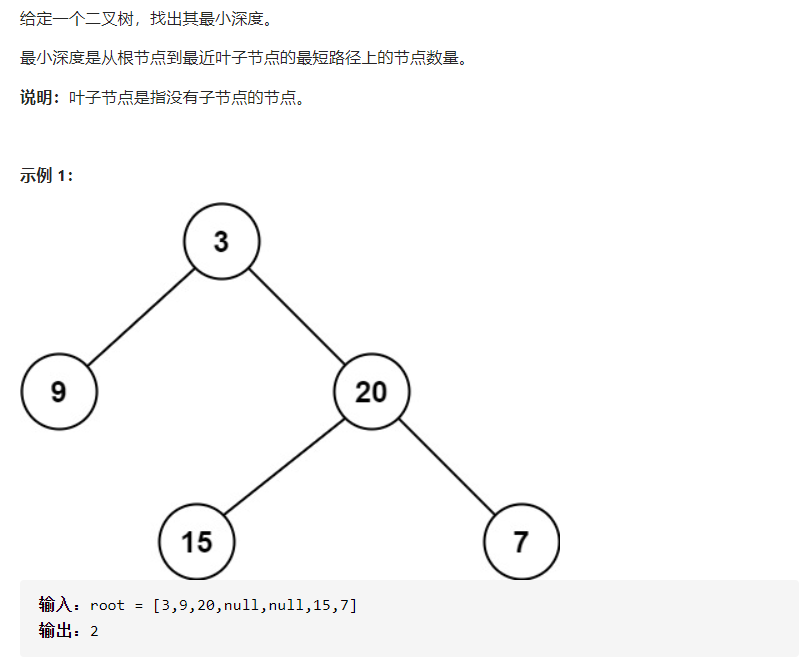 给定一个二叉树，找出其最小深度。
最小深度是从根节点到最近叶子节点的最短路径上的节点数量。
说明：叶子节点是指没有子节点的节点。
示例 1：
3
9
20
15
7
输入：root = [3,9,20,null,null,15,7]
输出：2